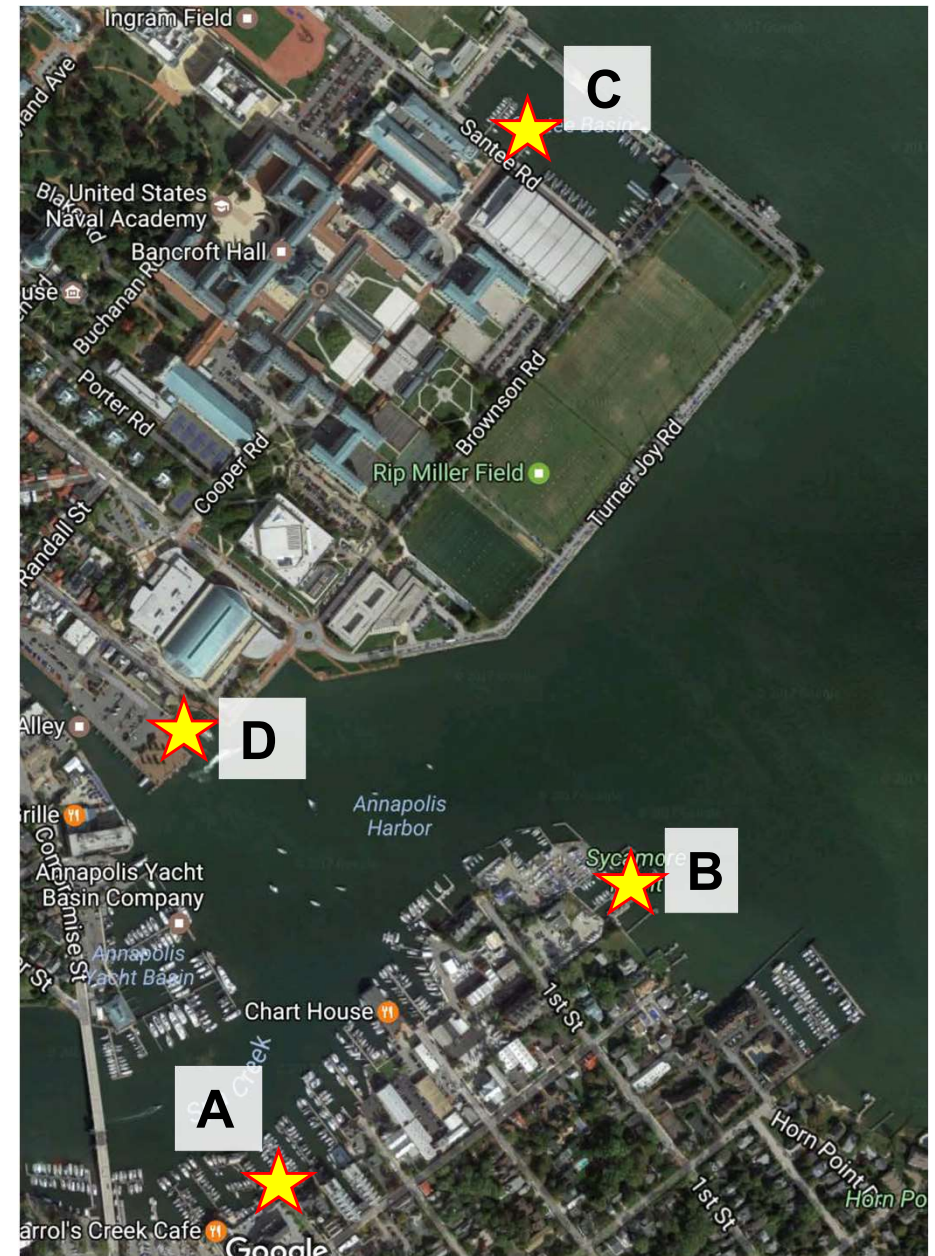 Ingram Field
C
Santee Rd
United States
Naval Academy
Bancroft Hall
Buchanan Rd
Porter Rd
Brownson Rd
Rip Miller Field
Cooper Rd
Turner Joy Rd
Randall St
Alley
D
Annapolis
Harbor
Sycamore
B
Annapolis Yacht
Basin Company
Annapolis
Yacht Basin
Chart House
1st St
Creek
A
Horn Point
1st St
Horn Po
arrol's Creek Cafe
Google